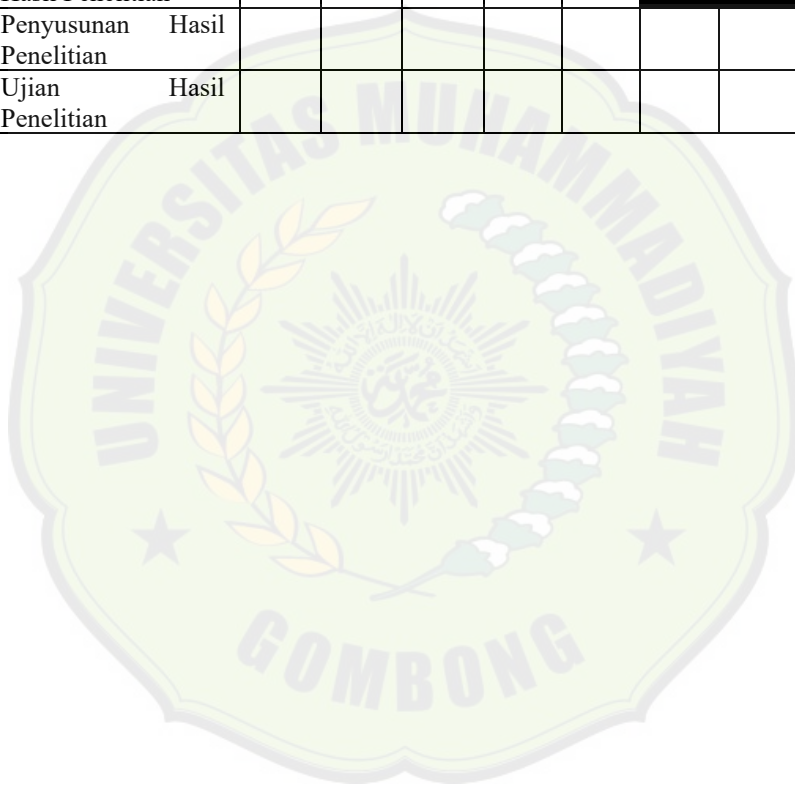 Penyusunan Hasil
Penelitian
Ujian Hasil
Penelitian
UNIVERSITAS MUHAMMADIYAH
GOMBONG